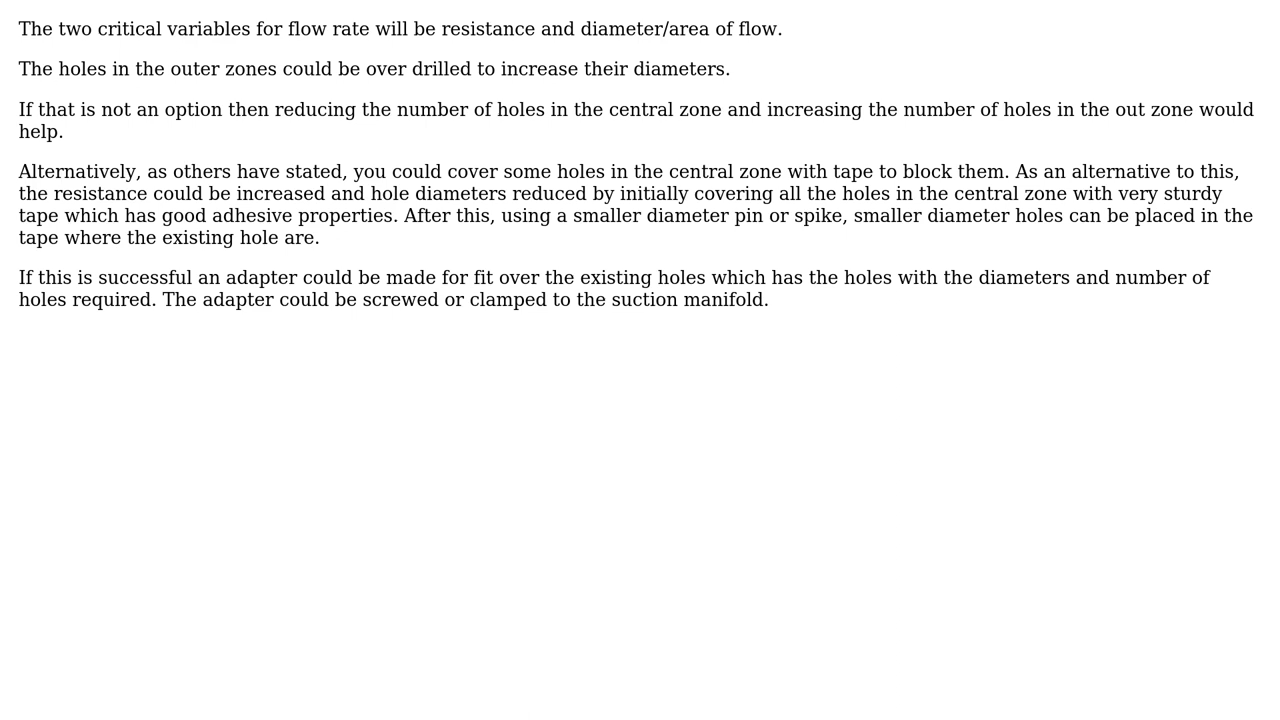 The two critical variables for flow rate will be resistance and diameter/area of flow.
The holes in the outer zones could be over drilled to increase their diameters.
If that is not an option then reducing the number of holes in the central zone and increasing the number of holes in the out zone would
help.
Alternatively, as others have stated, you could cover some holes in the central zone with tape to block them. As an alternative to this,
the resistance could be increased and hole diameters reduced by initially covering all the holes in the central zone with very sturdy
tape which has good adhesive properties. After this, using a smaller diameter pin or spike, smaller diameter holes can be placed in the
tape where the existing hole are.
If this is successful an adapter could be made for fit over the existing holes which has the holes with the diameters and number of
holes required. The adapter could be screwed or clamped to the suction manifold.